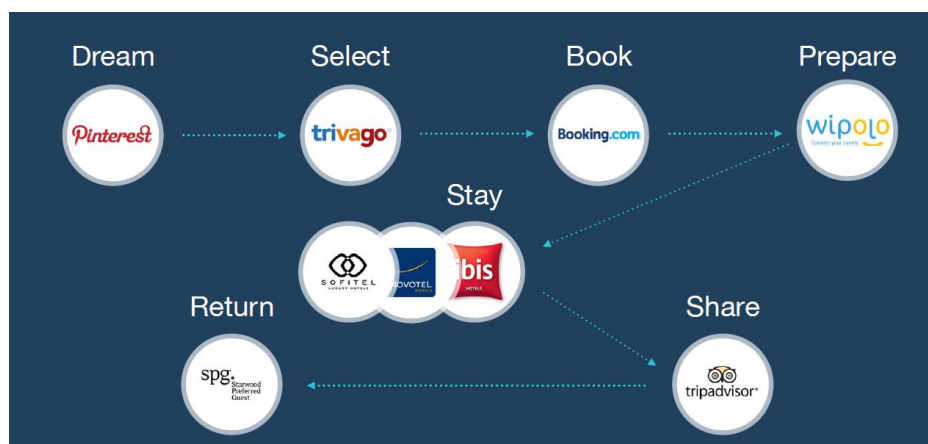 Dream
Select
Book
Prepare
Pinterest
trivago®
Booking.com
wipolo
Connect your travels
Stay
SOFITEL
LUXURY HOTELS
NOVOTEL
HOTELS
ibis
HOTELS
Return
Share
spg.
Starwood
Preferred
Guest
tripadvisor®